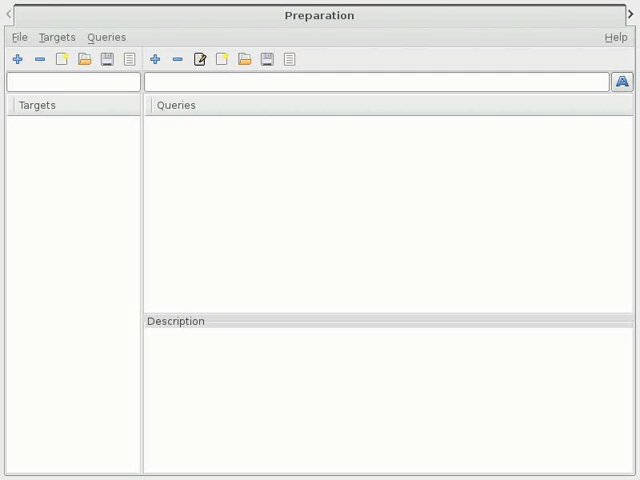 Preparation
File Targets Queries Help
Targets
Queries
Description